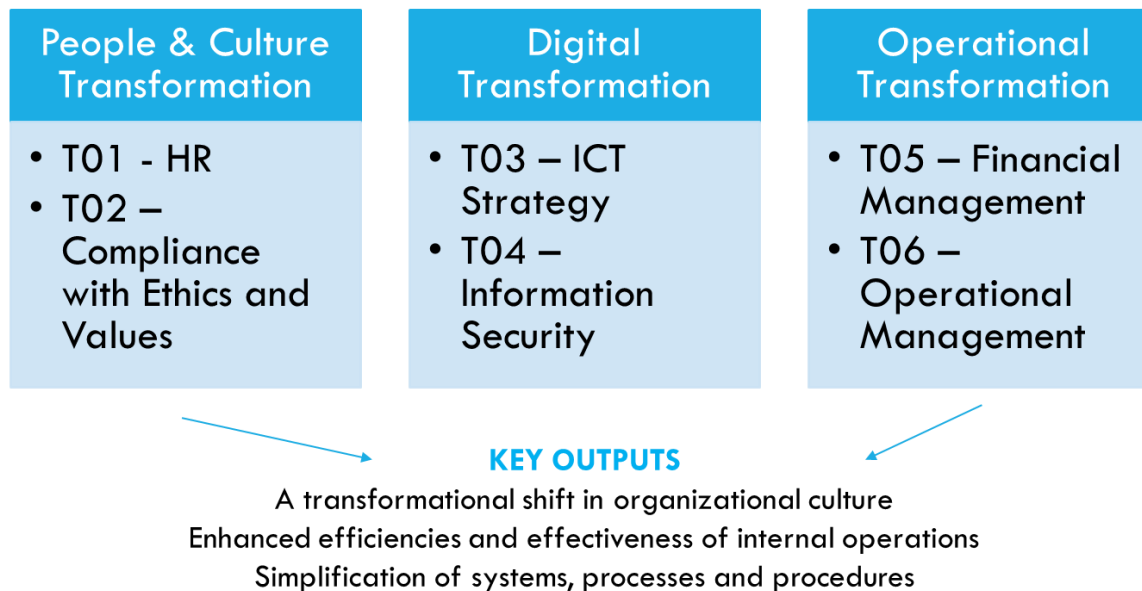 People & Culture
Transformation
• T01 - HR
• T02 –
Compliance
with Ethics and
Values
Digital
Transformation
• T03 – ICT
Strategy
• T04 –
Information
Security
Operational
Transformation
• T05 – Financial
Management
• T06 –
Operational
Management
KEY OUTPUTS
A transformational shift in organizational culture
Enhanced efficiencies and effectiveness of internal operations
Simplification of systems, processes and procedures